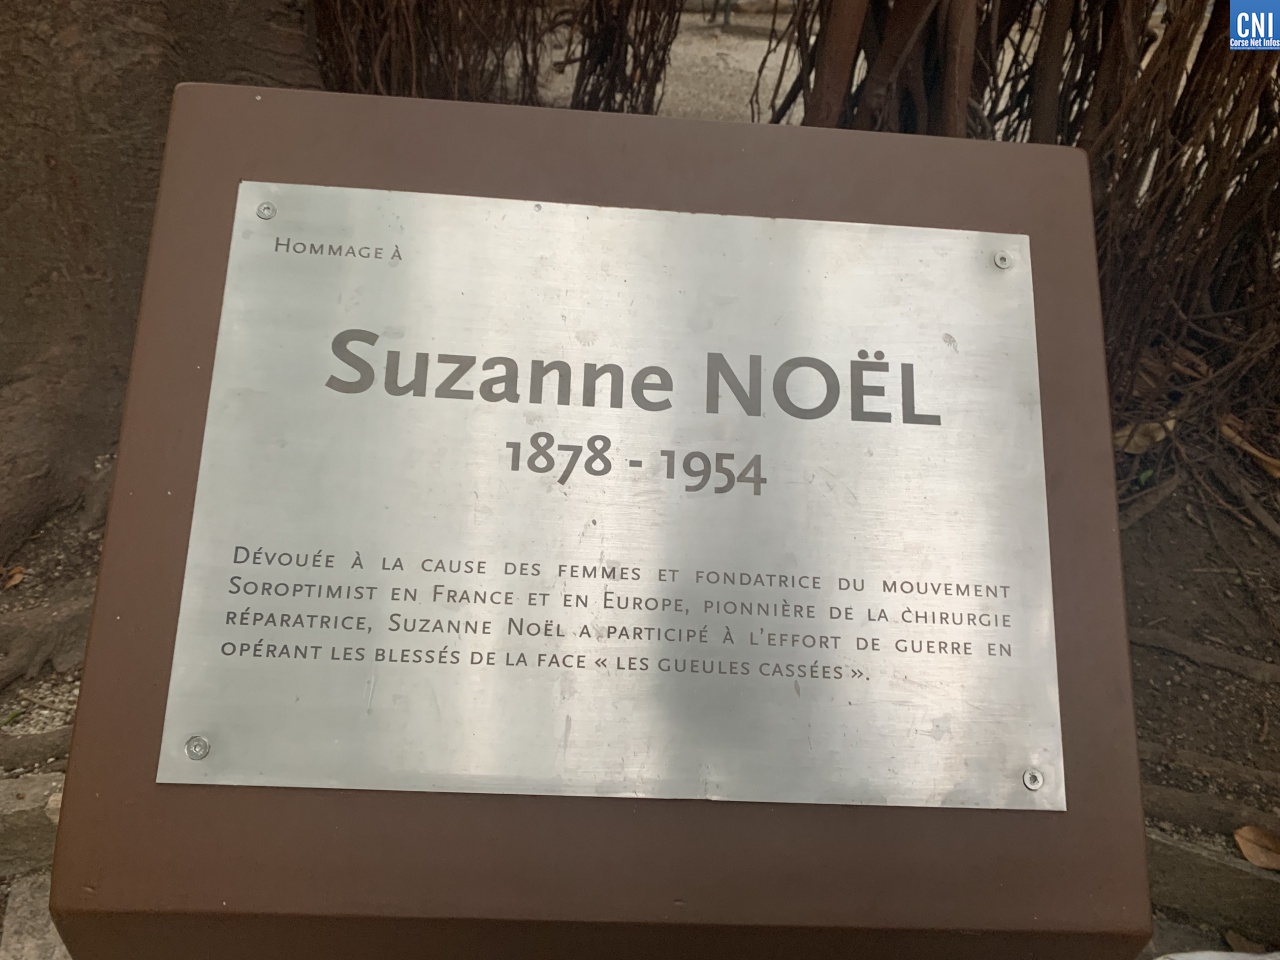 CNI
Corse Net Infos
Hommage à
Suzanne NOËL
1878 - 1954
Dévouée à la cause des femmes et fondatrice du mouvement
Soroptimist en France et en Europe, pionnière de la chirurgie
réparatrice, Suzanne Noël a participé à l'effort de guerre en
opérant les blessés de la face « les gueules cassées ».